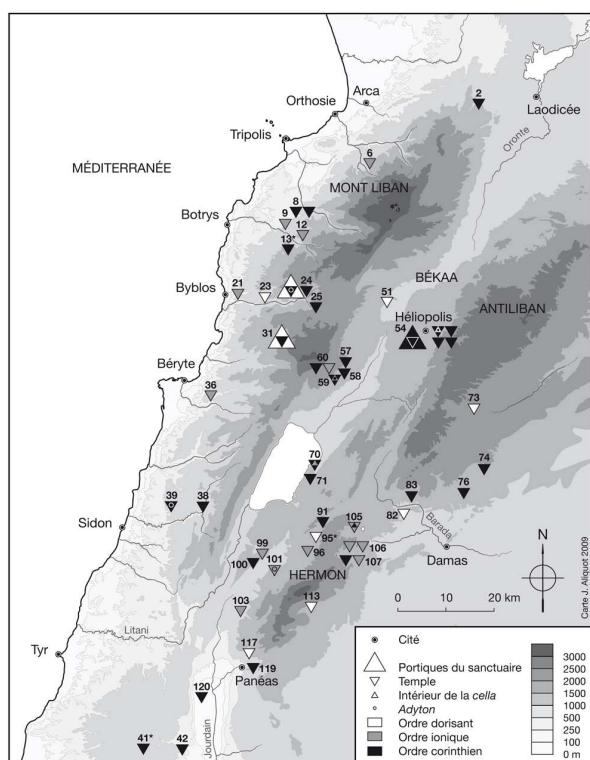 2
Laodicée
Arca
Orthosie
Oronte
Tripolis
6
MÉDITERRANÉE
MONT LIBAN
8
9
Botrys
12
13*
BÉKAA
21
23
24
51
Byblos
25
ANTILIBAN
Héliopolis
54
31
57
60
Béryte
58
59
36
73
70
74
71
83
76
39
38
91
105
82
Barada
Sidon
95*
99
106
96
Damas
N
100
101
107
HERMON
103
113
0 10 20 km
Litani
Tyr
117
119
Panéas
120
Jourdain
41*
42
Carte J. Aliquot 2009
Cité
Portiques du sanctuaire
Temple
Intérieur de la cella
Adyton
Ordre dorisant
Ordre ionique
Ordre corinthien
3000
2500
2000
1500
1000
500
250
100
0 m